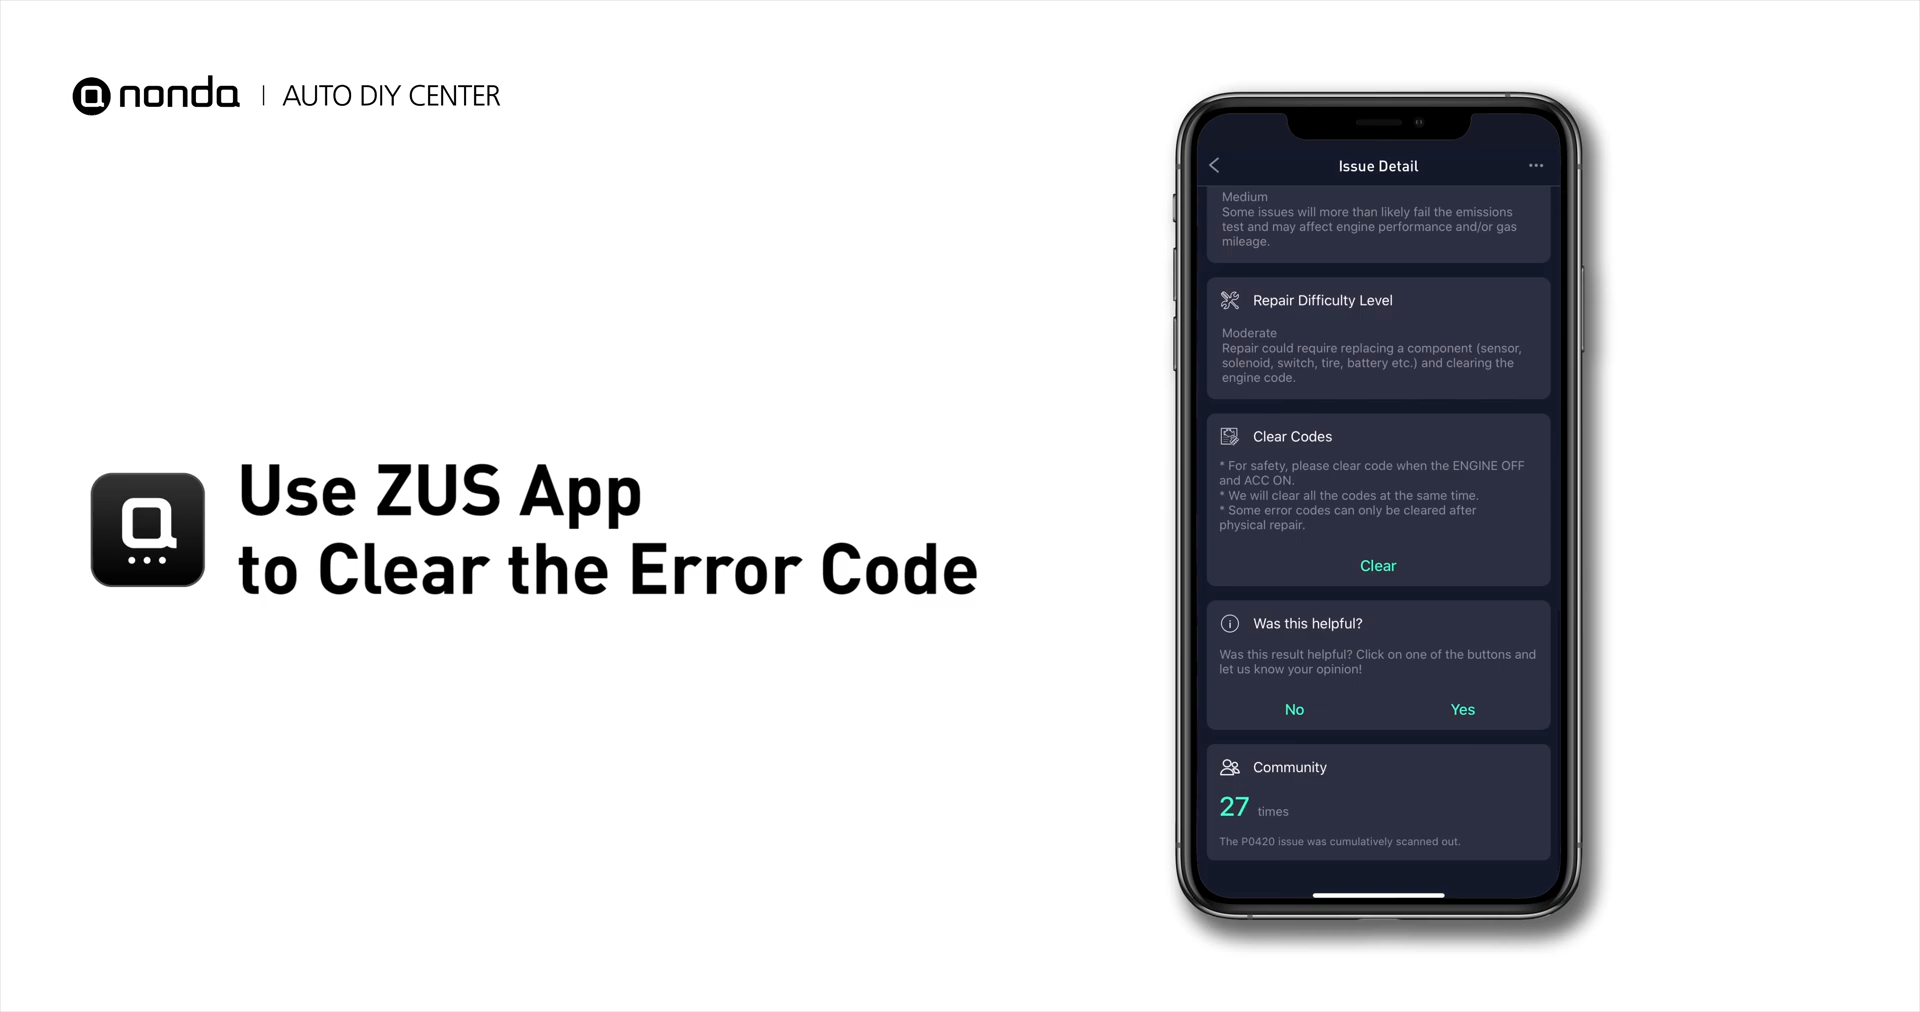 nonda | AUTO DIY CENTER
Use ZUS App
to Clear the Error Code
Issue Detail
Medium
Some issues will more than likely fail the emissions
test and may affect engine performance and/or gas
mileage.
Repair Difficulty Level
Moderate
Repair could require replacing a component (sensor,
solenoid, switch, tire, battery etc.) and clearing the
engine code.
Clear Codes
* For safety, please clear code when the ENGINE OFF
and ACC ON.
* We will clear all the codes at the same time.
* Some error codes can only be cleared after
physical repair.
Clear
Was this helpful?
Was this result helpful? Click on one of the buttons and
let us know your opinion!
No Yes
Community
27 times
The P0420 issue was cumulatively scanned out.